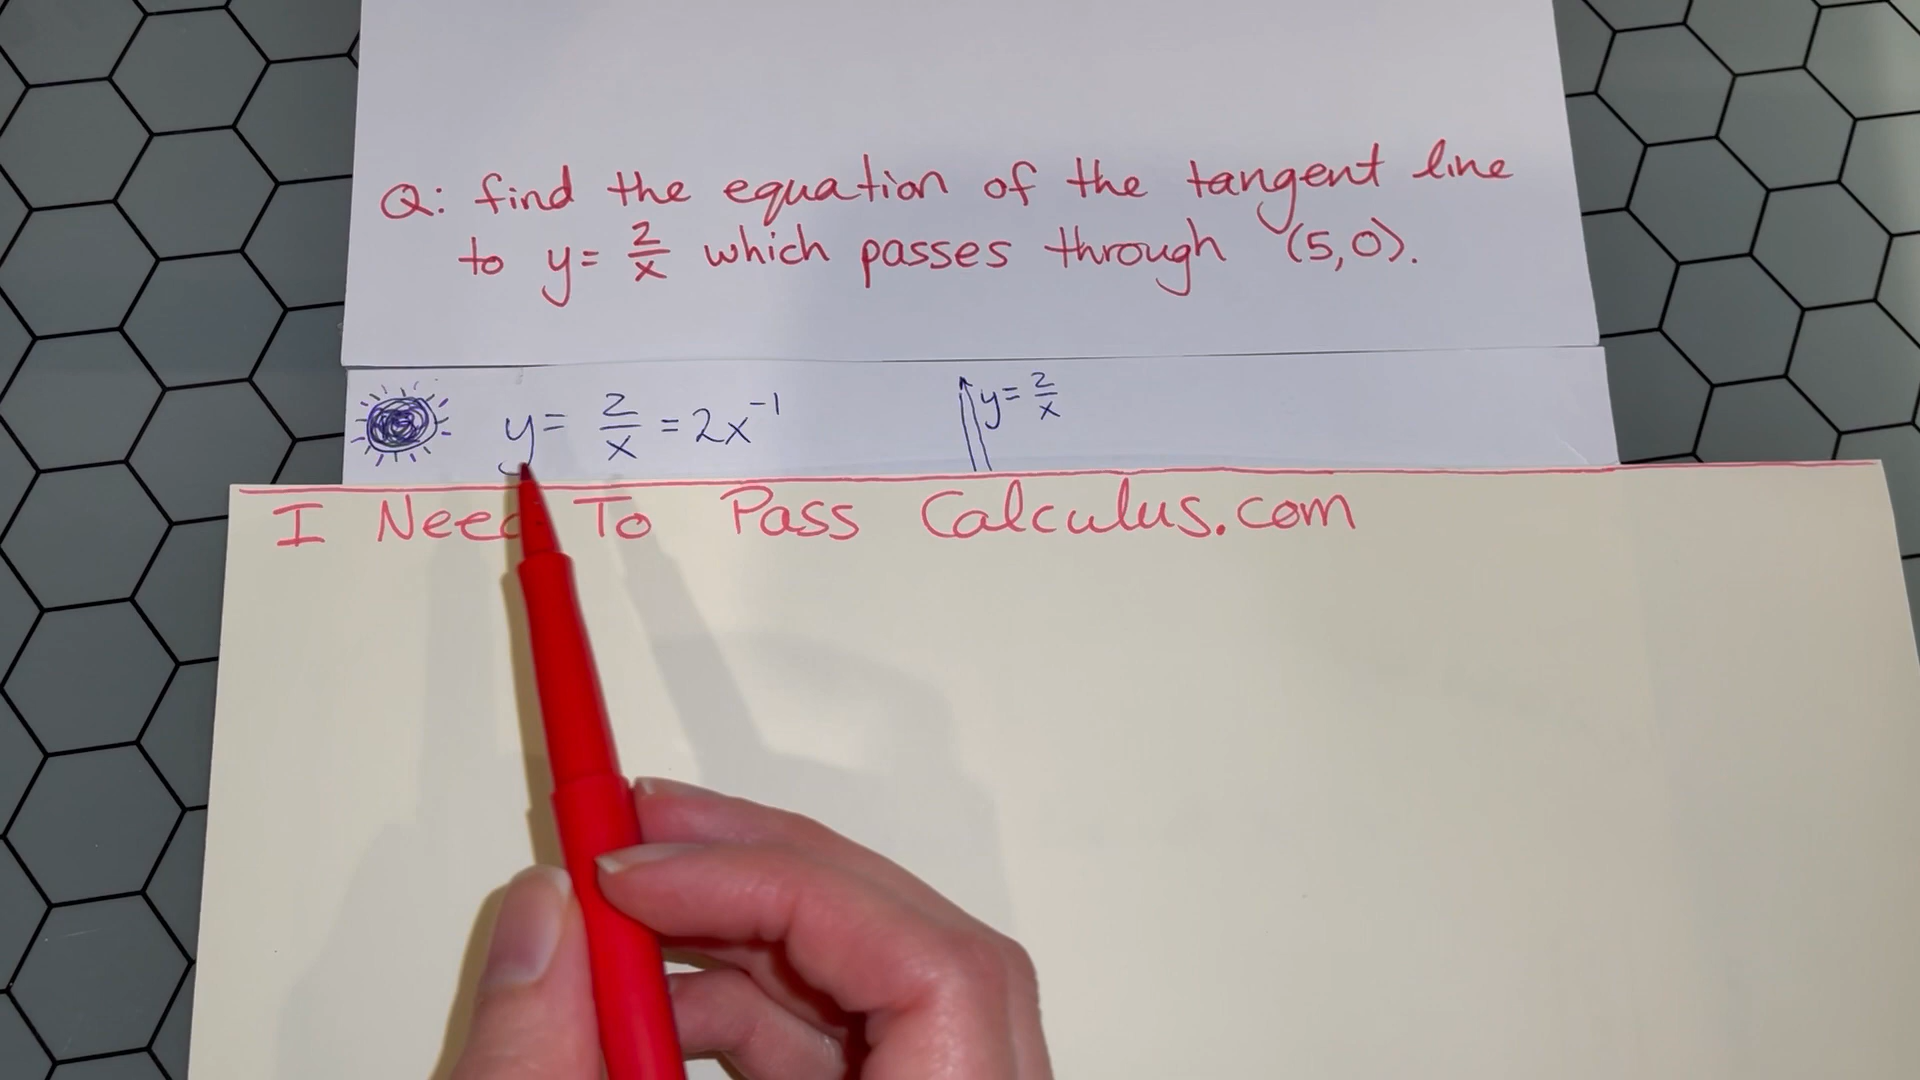 Q: find the equation of the tangent line
to y = 2/x which passes through (5,0).
y = 2/x = 2x^-1
y = 2/x
I Need To Pass Calculus.com